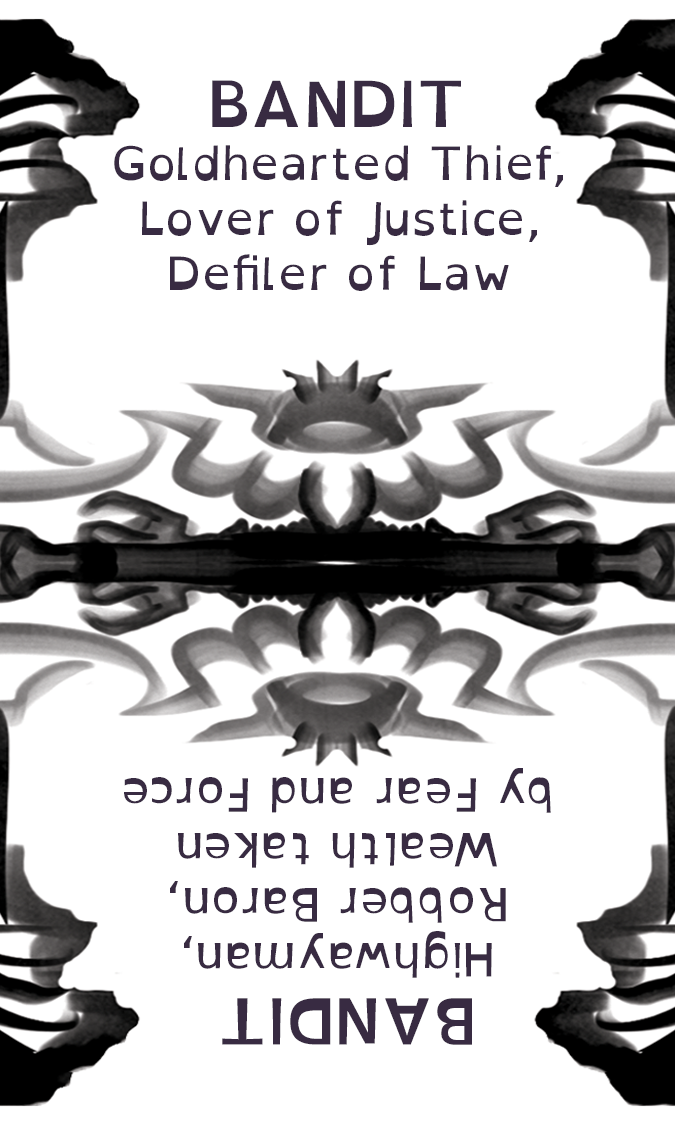 BANDIT
Goldhearted Thief,
Lover of Justice,
Defiler of Law
BANDIT
Highwayman,
Robber Baron,
Wealth taken
by Fear and Force